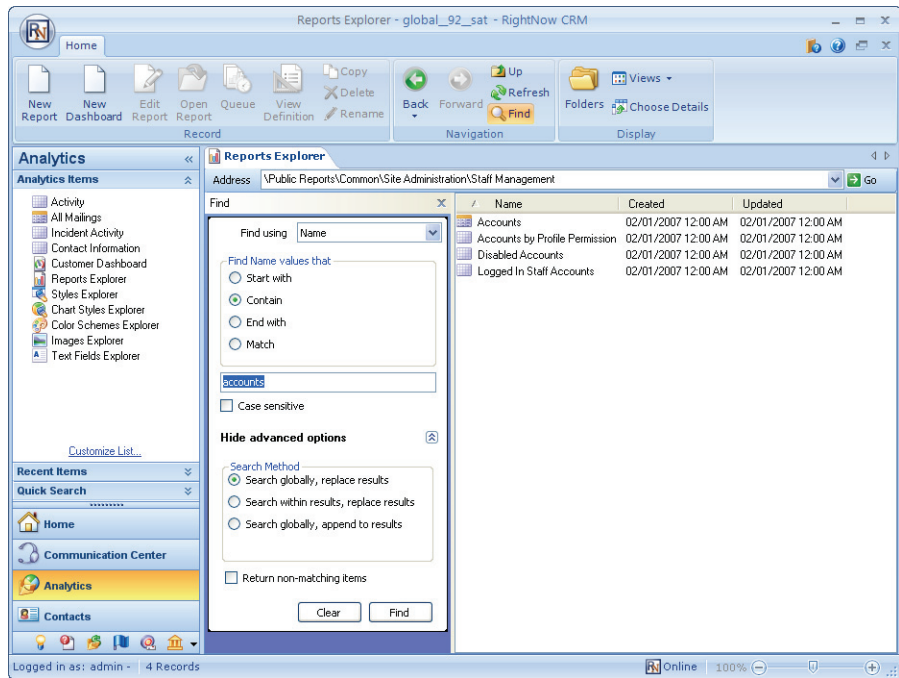 Reports Explorer - global_92_sat - RightNow CRM
RN
Home
New Report
New Dashboard
Edit Report
Open Report
Queue
View Definition
Copy
Delete
Rename
Record
Back
Forward
Up
Refresh
Find
Navigation
Folders
Views
Choose Details
Display
Analytics
Analytics Items
Activity
All Mailings
Incident Activity
Contact Information
Customer Dashboard
Reports Explorer
Styles Explorer
Chart Styles Explorer
Color Schemes Explorer
Images Explorer
Text Fields Explorer
Customize List...
Recent Items
Quick Search
Home
Communication Center
Analytics
Contacts
Reports Explorer
Address \Public Reports\Common\Site Administration\Staff Management Go
Find
Find using Name
Find Name values that
Start with
Contain
End with
Match
accounts
Case sensitive
Hide advanced options
Search Method
Search globally, replace results
Search within results, replace results
Search globally, append to results
Return non-matching items
Clear Find
Name Created Updated
Accounts 02/01/2007 12:00 AM 02/01/2007 12:00 AM
Accounts by Profile Permission 02/01/2007 12:00 AM 02/01/2007 12:00 AM
Disabled Accounts 02/01/2007 12:00 AM 02/01/2007 12:00 AM
Logged In Staff Accounts 02/01/2007 12:00 AM 02/01/2007 12:00 AM
Logged in as: admin - 4 Records
RN Online 100%